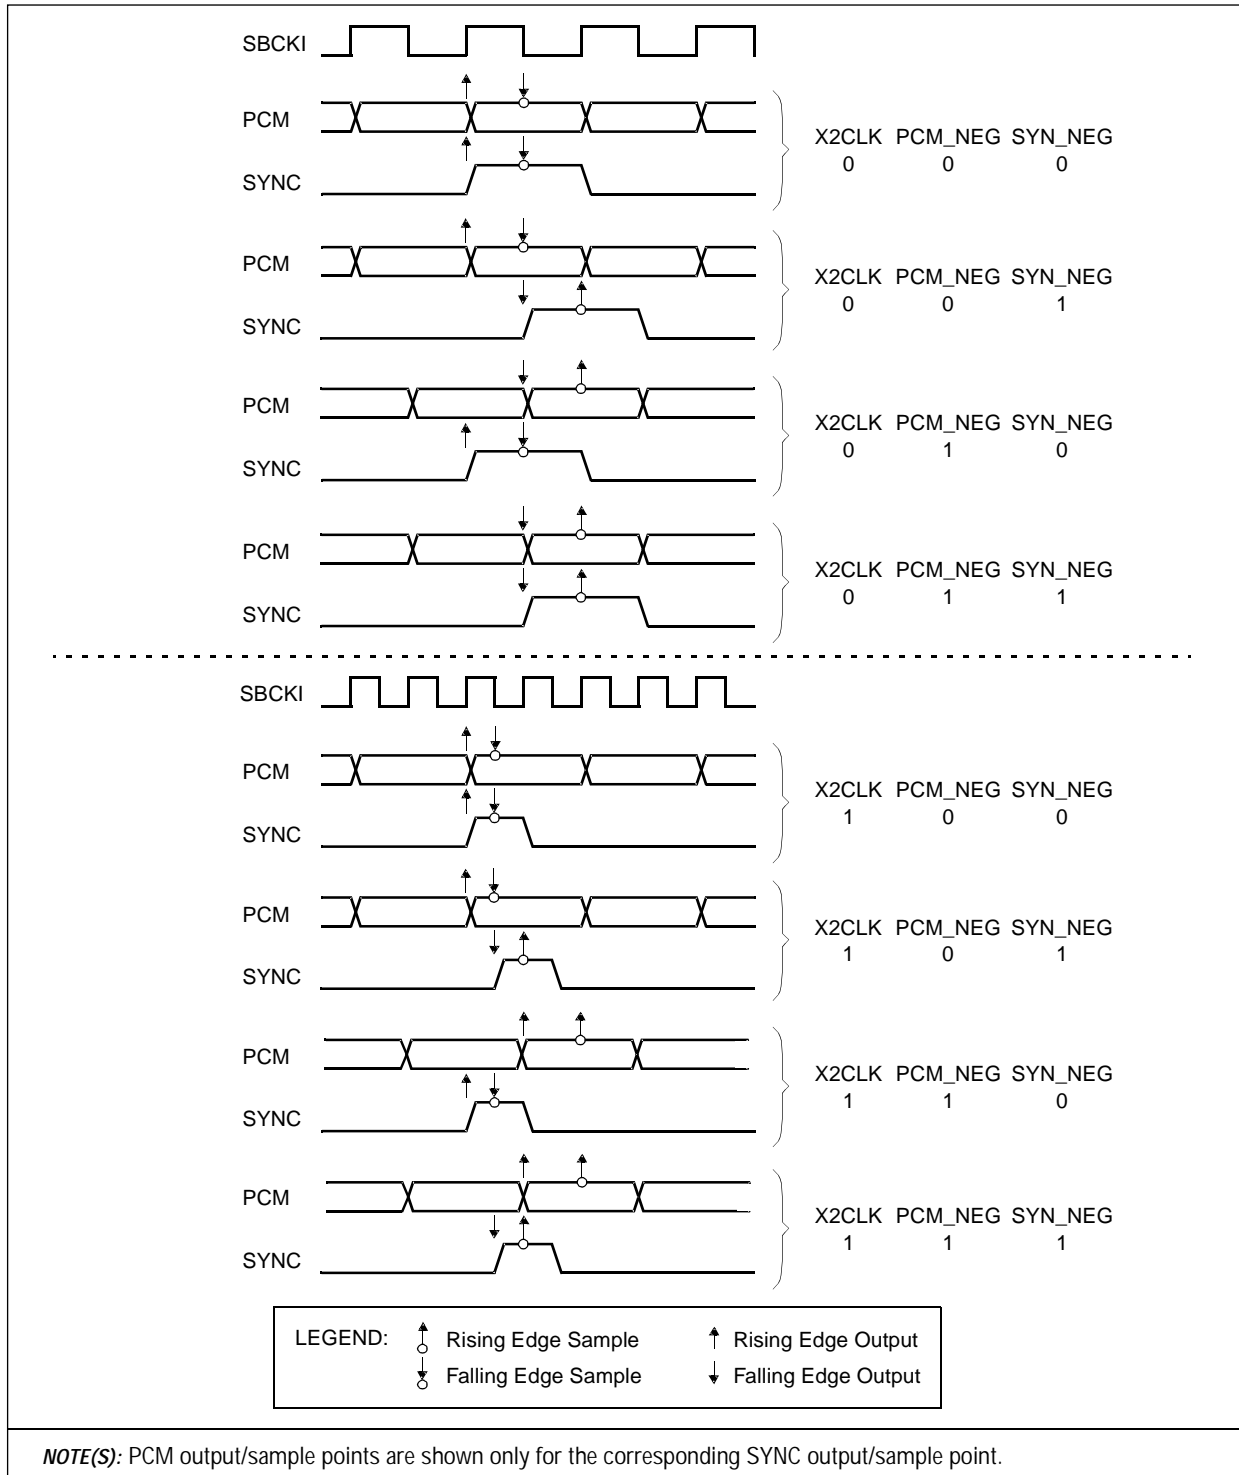 SBCKI
PCM
SYNC
X2CLK PCM_NEG SYN_NEG
0 0 0
PCM
SYNC
X2CLK PCM_NEG SYN_NEG
0 0 1
PCM
SYNC
X2CLK PCM_NEG SYN_NEG
0 1 0
PCM
SYNC
X2CLK PCM_NEG SYN_NEG
0 1 1
SBCKI
PCM
SYNC
X2CLK PCM_NEG SYN_NEG
1 0 0
PCM
SYNC
X2CLK PCM_NEG SYN_NEG
1 0 1
PCM
SYNC
X2CLK PCM_NEG SYN_NEG
1 1 0
PCM
SYNC
X2CLK PCM_NEG SYN_NEG
1 1 1
LEGEND: Rising Edge Sample Rising Edge Output
Falling Edge Sample Falling Edge Output
NOTE(S): PCM output/sample points are shown only for the corresponding SYNC output/sample point.